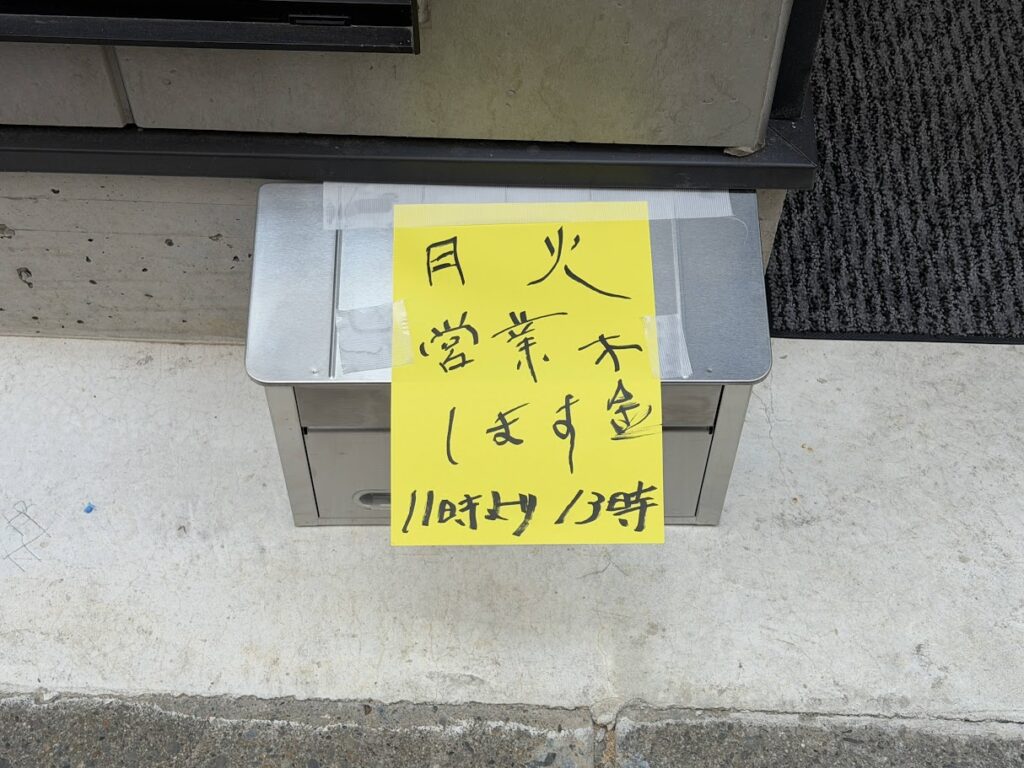 月 火
営業 木
します 金
11時より 13時